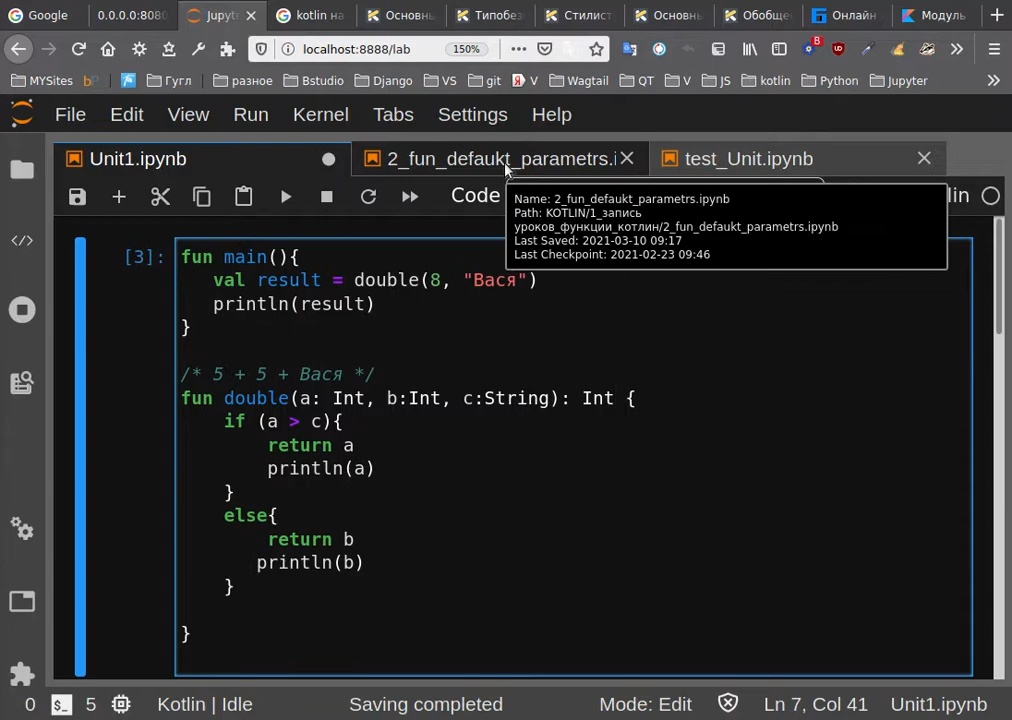 Google
0.0.0.0:8080
Jupyte
kotlin на
Основны
Типобез
Стилист
Основн
Обобще
Онлайн
Модуль
localhost:8888/lab
150%
MYSites
Гугл
разное
Bstudio
Django
VS
git
V
Wagtail
QT
V
JS
kotlin
Python
Jupyter
File Edit View Run Kernel Tabs Settings Help
Unit1.ipynb
2_fun_defaukt_parametrs.i
test_Unit.ipynb
Code
lin
Name: 2_fun_defaukt_parametrs.ipynb
Path: KOTLIN/1_запись
уроков_функции_котлин/2_fun_defaukt_parametrs.ipynb
Last Saved: 2021-03-10 09:17
Last Checkpoint: 2021-02-23 09:46
[3]:
fun main(){
val result = double(8, "Вася")
println(result)
}
/* 5 + 5 + Вася */
fun double(a: Int, b:Int, c:String): Int {
if (a > c){
return a
println(a)
}
else{
return b
println(b)
}
}
0 $_ 5 Kotlin | Idle Saving completed Mode: Edit Ln 7, Col 41 Unit1.ipynb